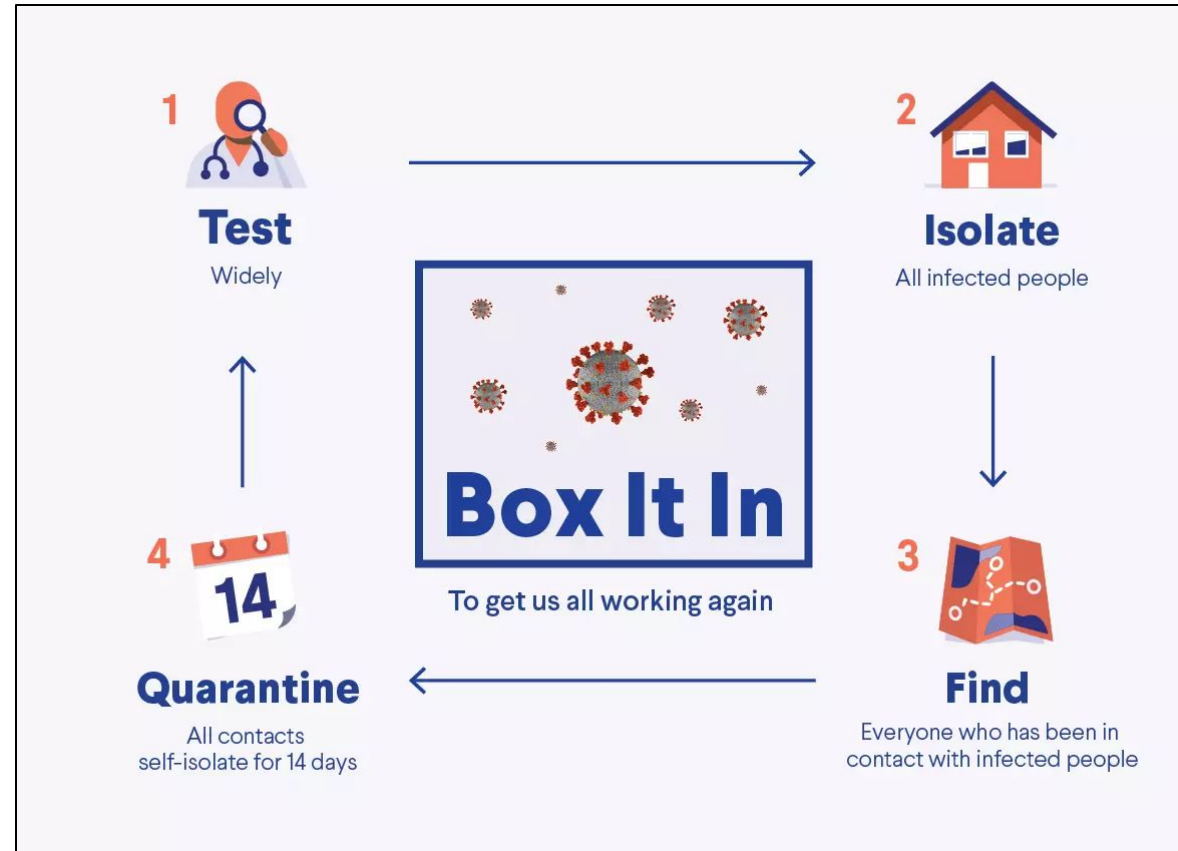 1
Test
Widely
2
Isolate
All infected people
Box It In
To get us all working again
3
Find
Everyone who has been in
contact with infected people
4
14
Quarantine
All contacts
self-isolate for 14 days